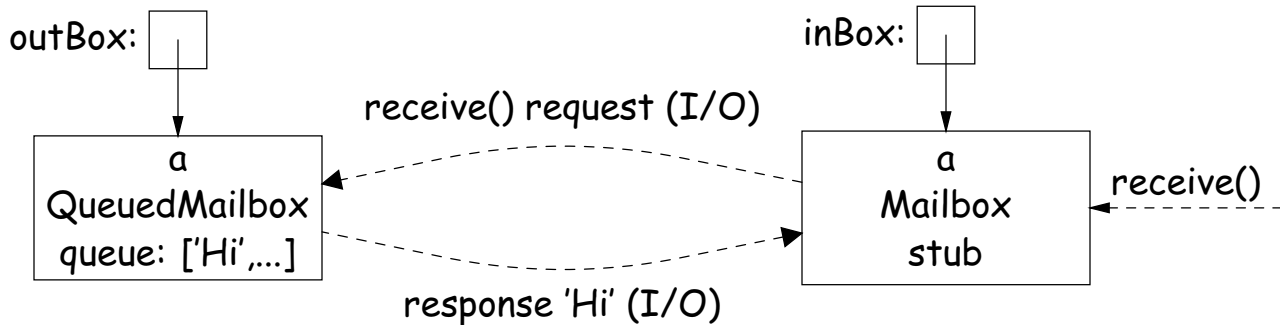 outBox:
inBox:
receive() request (I/O)
a
QueuedMailbox
queue: ['Hi',...]
a
Mailbox
stub
receive()
response 'Hi' (I/O)